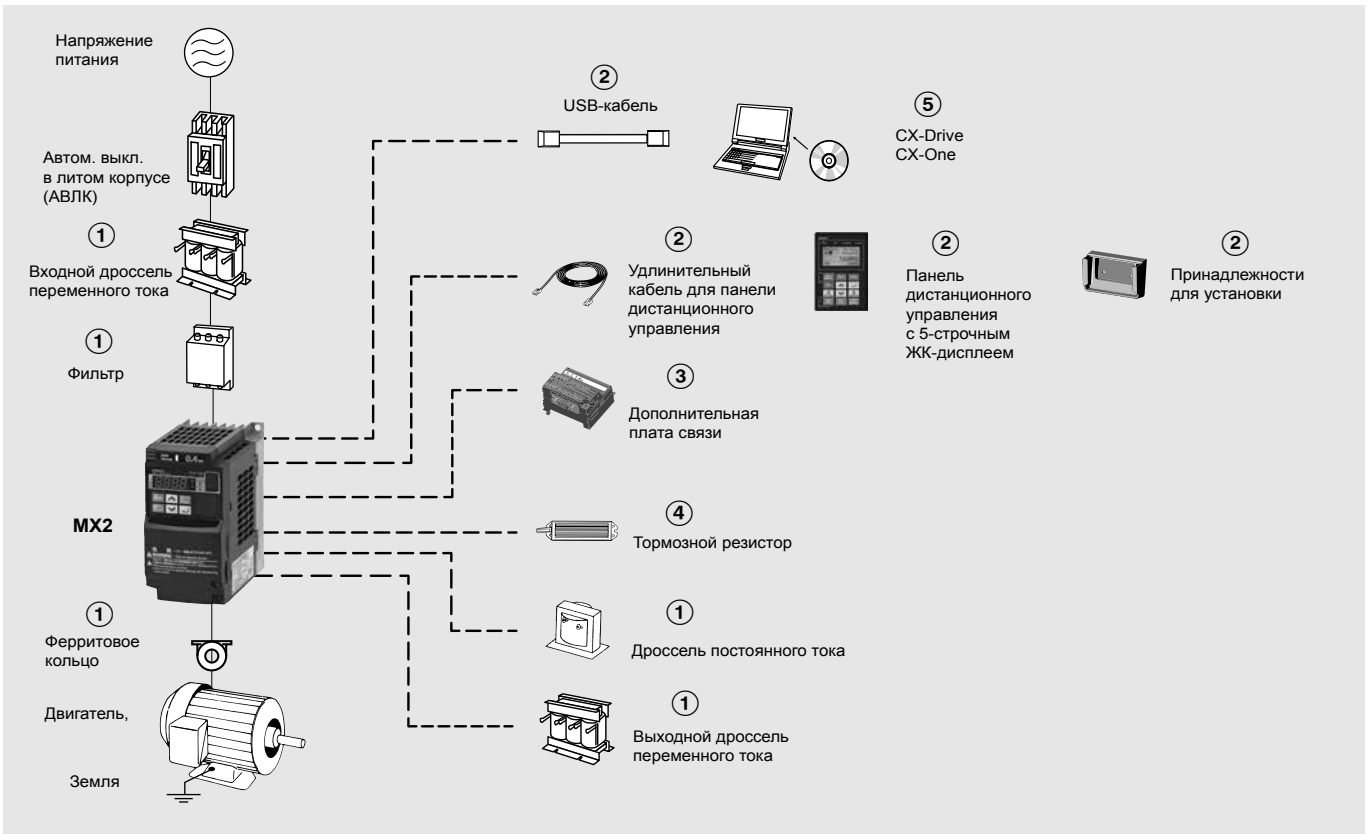 Напряжение
питания
Автом. выкл.
в литом корпусе
(АВЛК)
1
Входной дроссель
переменного тока
1
Фильтр
MX2
1
Ферритовое
кольцо
Двигатель,
Земля
2
USB-кабель
5
CX-Drive
CX-One
2
Удлинительный
кабель для панели
дистанционного
управления
2
Панель
дистанционного
управления
с 5-строчным
ЖК-дисплеем
2
Принадлежности
для установки
3
Дополнительная
плата связи
4
Тормозной резистор
1
Дроссель постоянного тока
1
Выходной дроссель
переменного тока